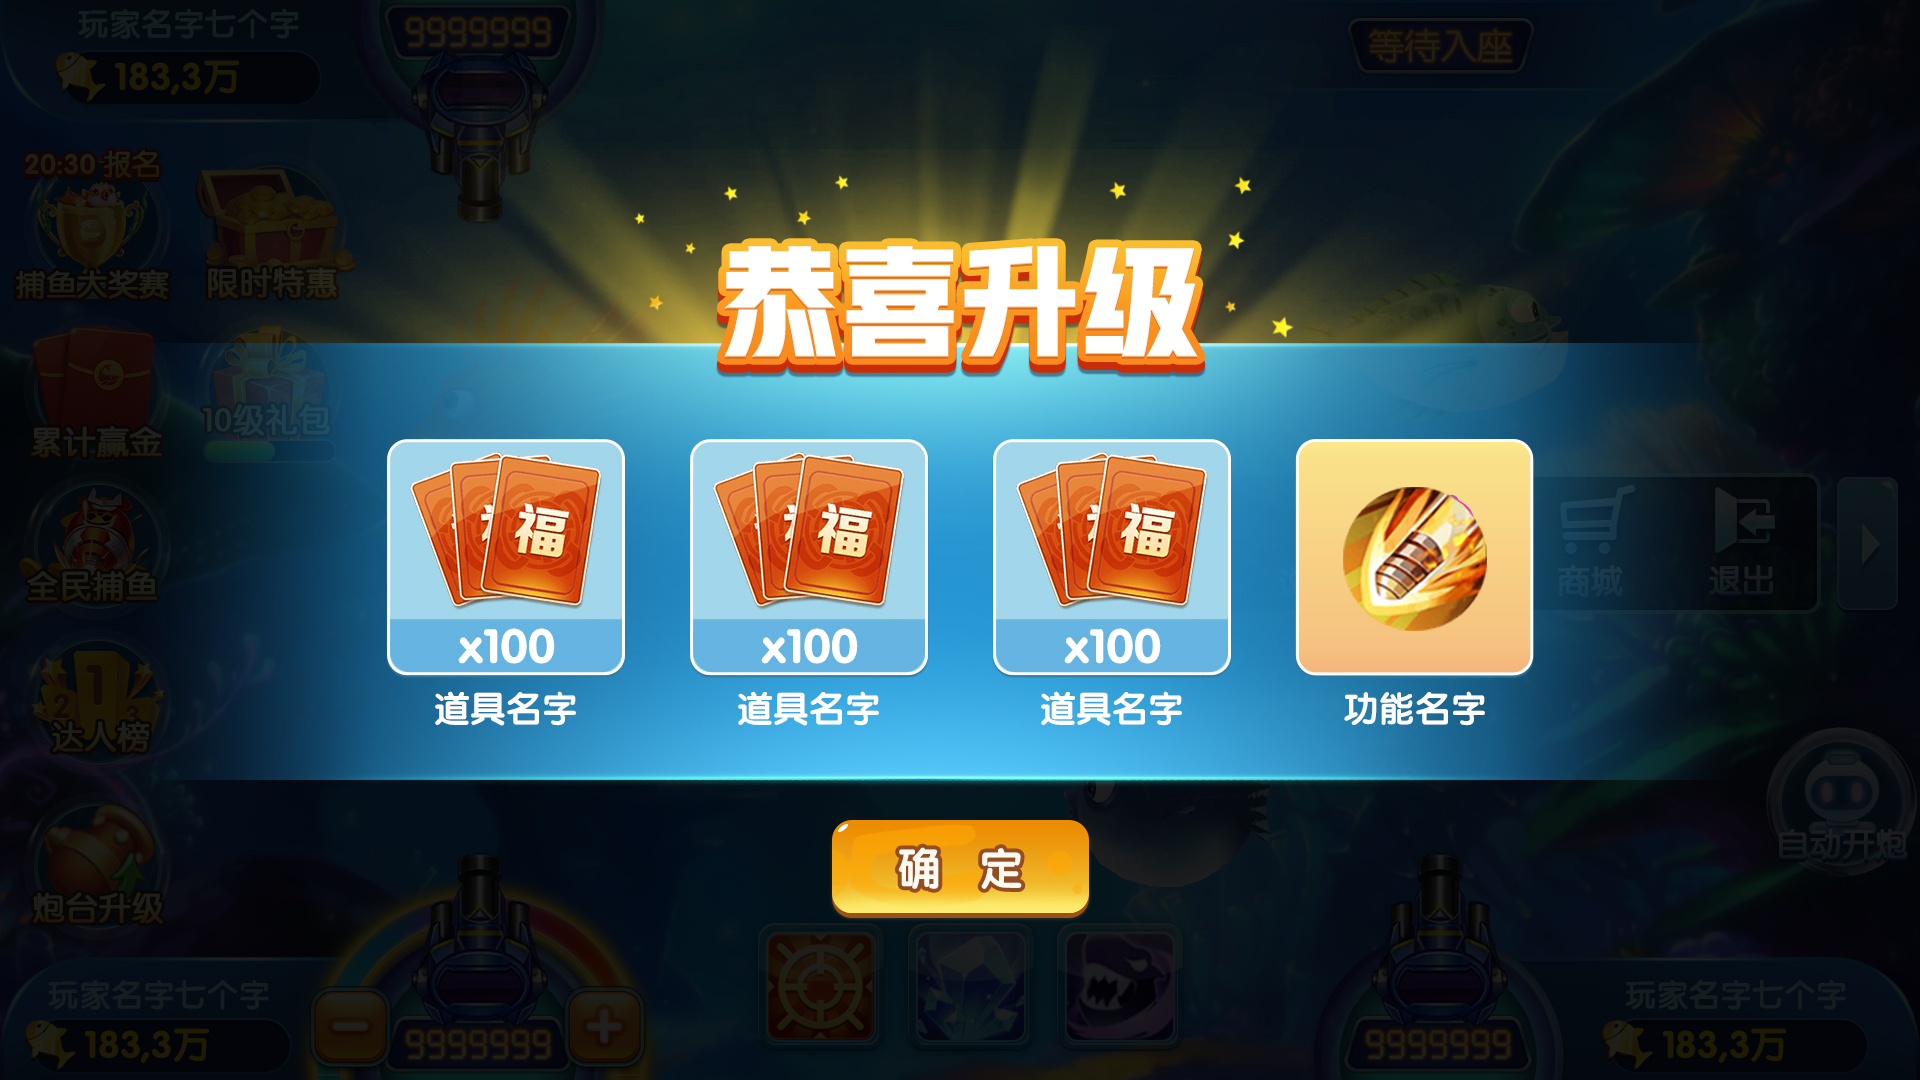 玩家名字七个字
9999999
等待入座
183,3万
20:30 报名
捕鱼大奖赛
限时特惠
恭喜升级
累计赢金
10级礼包
福
福
福
x100
x100
x100
道具名字
道具名字
道具名字
功能名字
商城
退出
全民捕鱼
1
2
3
达人榜
自动开炮
确 定
炮台升级
玩家名字七个字
183,3万
9999999
9999999
玩家名字七个字
183,3万